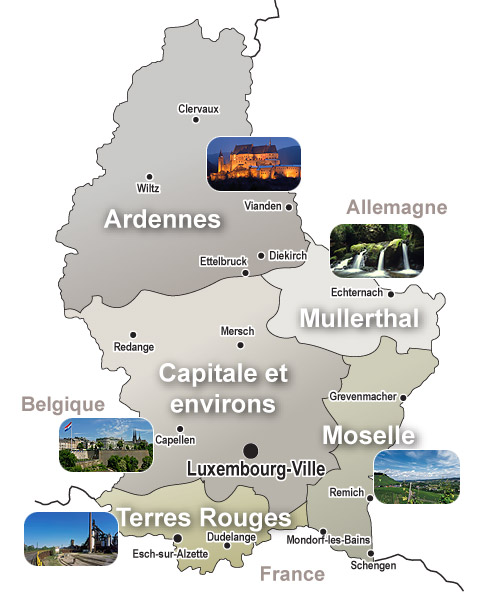 Clervaux
Wiltz
Vianden
Ardennes
Allemagne
Ettelbruck
Diekirch
Echternach
Mullerthal
Mersch
Redange
Capitale et
environs
Grevenmacher
Belgique
Capellen
Moselle
Luxembourg-Ville
Remich
Terres Rouges
Dudelange
Mondorf-les-Bains
Esch-sur-Alzette
Schengen
France